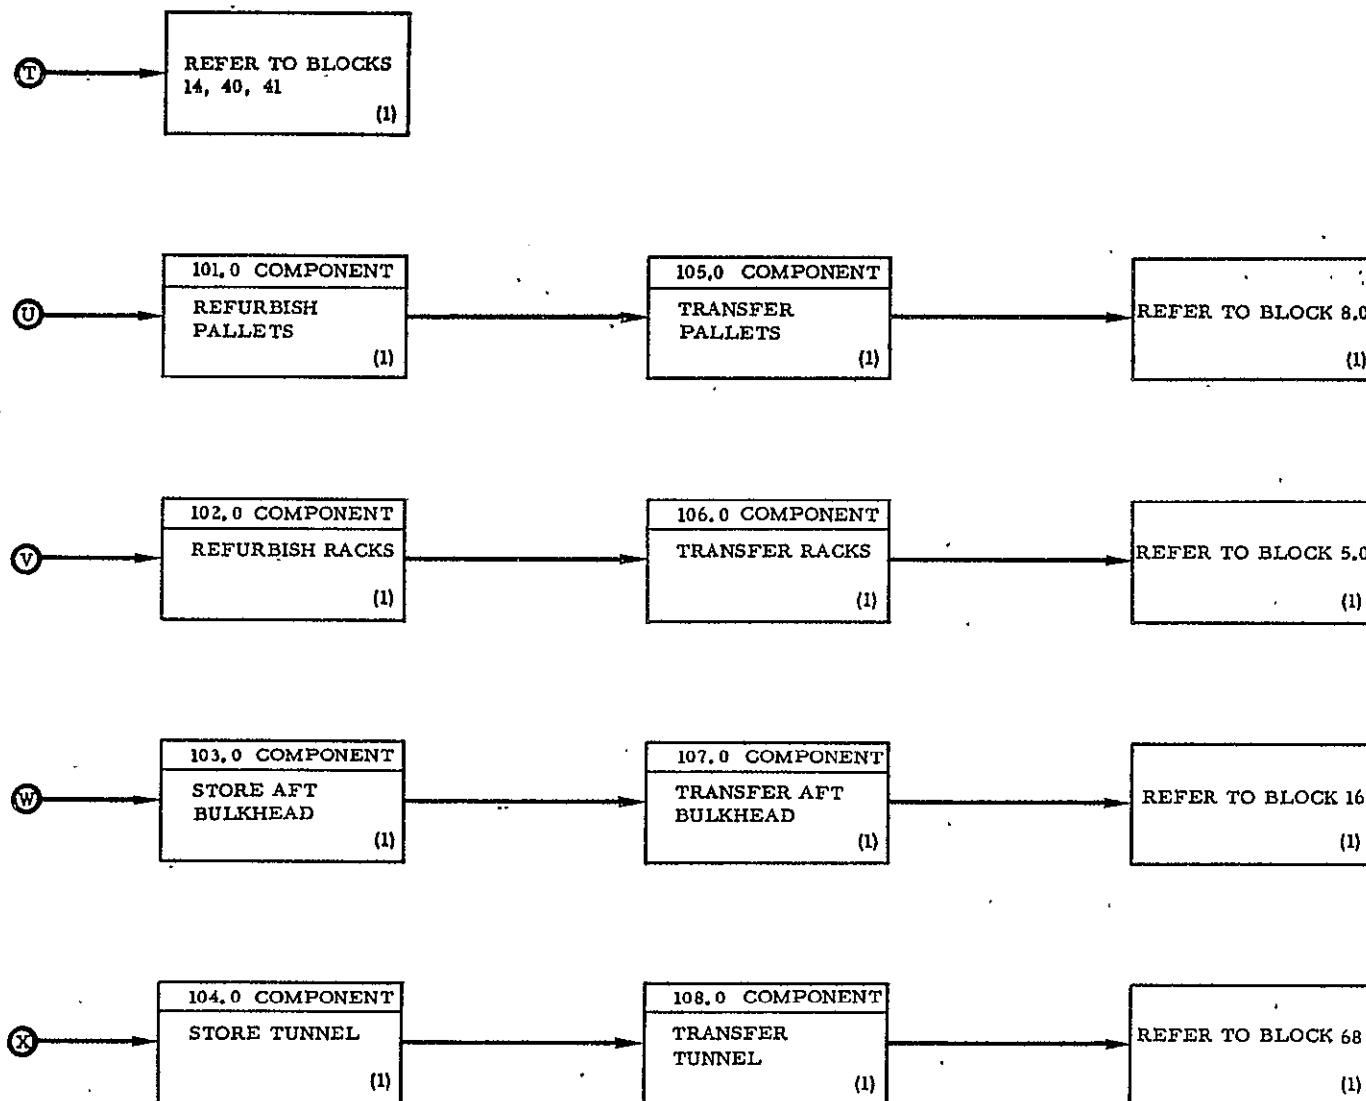 T
REFER TO BLOCKS
14, 40, 41
(1)
U
101.0 COMPONENT
REFURBISH
PALLETS
(1)
105.0 COMPONENT
TRANSFER
PALLETS
(1)
REFER TO BLOCK 8.0
(1)
V
102.0 COMPONENT
REFURBISH RACKS
(1)
106.0 COMPONENT
TRANSFER RACKS
(1)
REFER TO BLOCK 5.0
(1)
W
103.0 COMPONENT
STORE AFT
BULKHEAD
(1)
107.0 COMPONENT
TRANSFER AFT
BULKHEAD
(1)
REFER TO BLOCK 16
(1)
X
104.0 COMPONENT
STORE TUNNEL
(1)
108.0 COMPONENT
TRANSFER
TUNNEL
(1)
REFER TO BLOCK 68
(1)